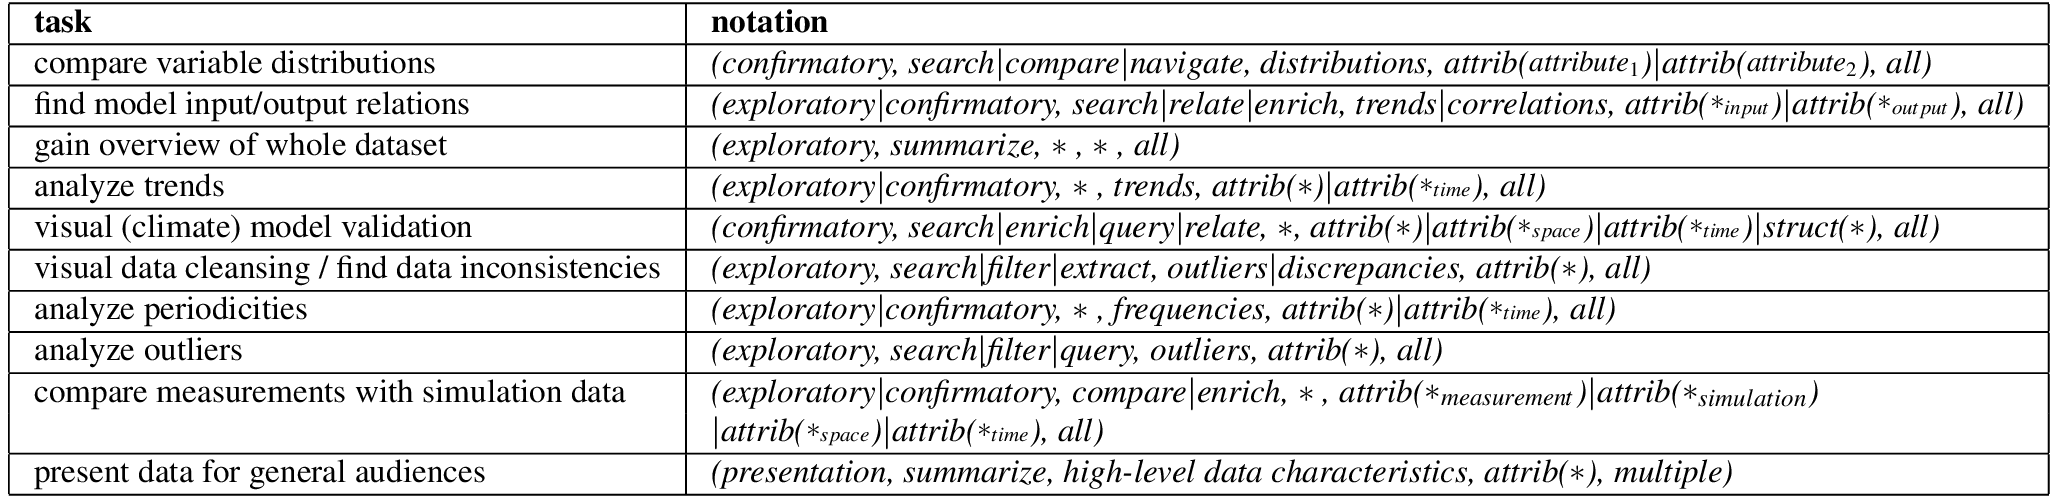 task notation
compare variable distributions (confirmatory, search|compare|navigate, distributions, attrib(attribute₁)|attrib(attribute₂), all)
find model input/output relations (exploratory|confirmatory, search|relate|enrich, trends|correlations, attrib(*input)|attrib(*output), all)
gain overview of whole dataset (exploratory, summarize, * , * , all)
analyze trends (exploratory|confirmatory, * , trends, attrib(*)|attrib(*time), all)
visual (climate) model validation (confirmatory, search|enrich|query|relate, *, attrib(*)|attrib(*space)|attrib(*time)|struct(*), all)
visual data cleansing / find data inconsistencies (exploratory, search|filter|extract, outliers|discrepancies, attrib(*), all)
analyze periodicities (exploratory|confirmatory, * , frequencies, attrib(*)|attrib(*time), all)
analyze outliers (exploratory, search|filter|query, outliers, attrib(*), all)
compare measurements with simulation data (exploratory|confirmatory, compare|enrich, * , attrib(*measurement)|attrib(*simulation)
|attrib(*space)|attrib(*time), all)
present data for general audiences (presentation, summarize, high-level data characteristics, attrib(*), multiple)